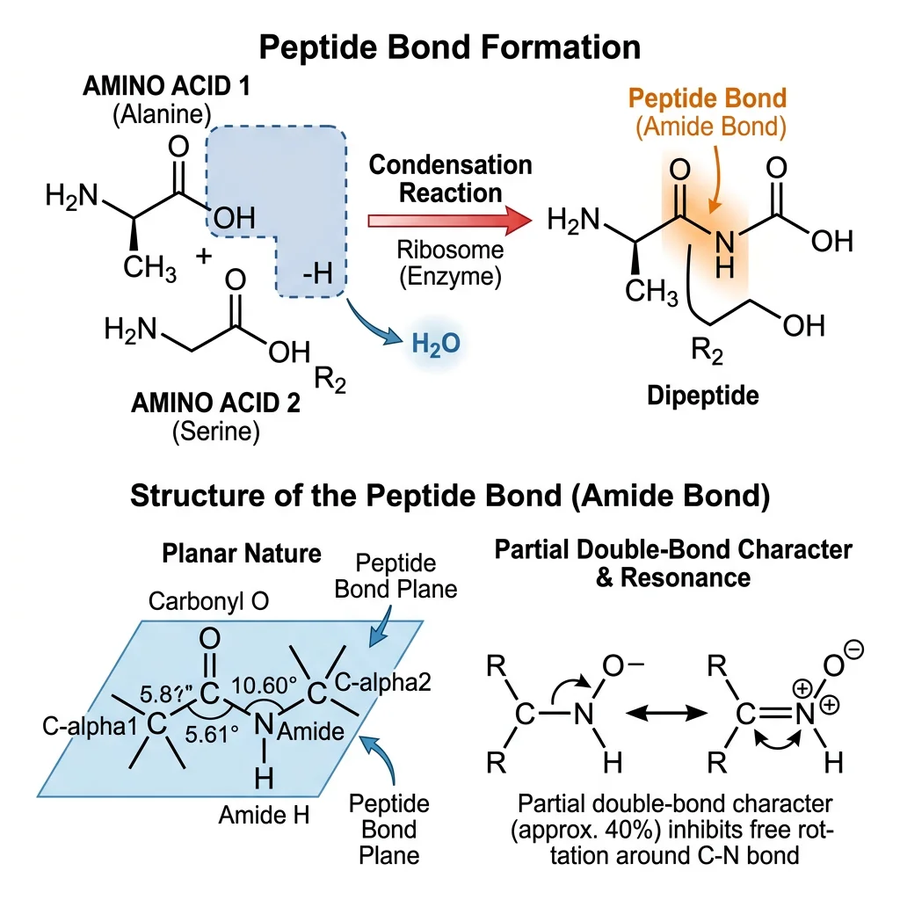 Peptide Bond Formation
AMINO ACID 1
(Alanine)
O
H₂N
OH
CH₃
+
-H
O
H₂N
OH
R₂
AMINO ACID 2
(Serine)
Condensation
Reaction
Ribosome
(Enzyme)
H₂O
Peptide Bond
(Amide Bond)
O
O
H₂N
N
H
OH
CH₃
OH
R₂
Dipeptide
Structure of the Peptide Bond (Amide Bond)
Planar Nature
Peptide
Bond Plane
Carbonyl O
O
5.8?"
C
10.60°
C
C-alpha2
C-alpha1
C
5.61°
N
Amide
H
Amide H
Peptide
Bond
Plane
Partial Double-Bond Character
& Resonance
R
O−
C
N
R
H
R
O⊖
⊕
C
N
⊕
R
H
Partial double-bond character
(approx. 40%) inhibits free rot-
tation around C-N bond